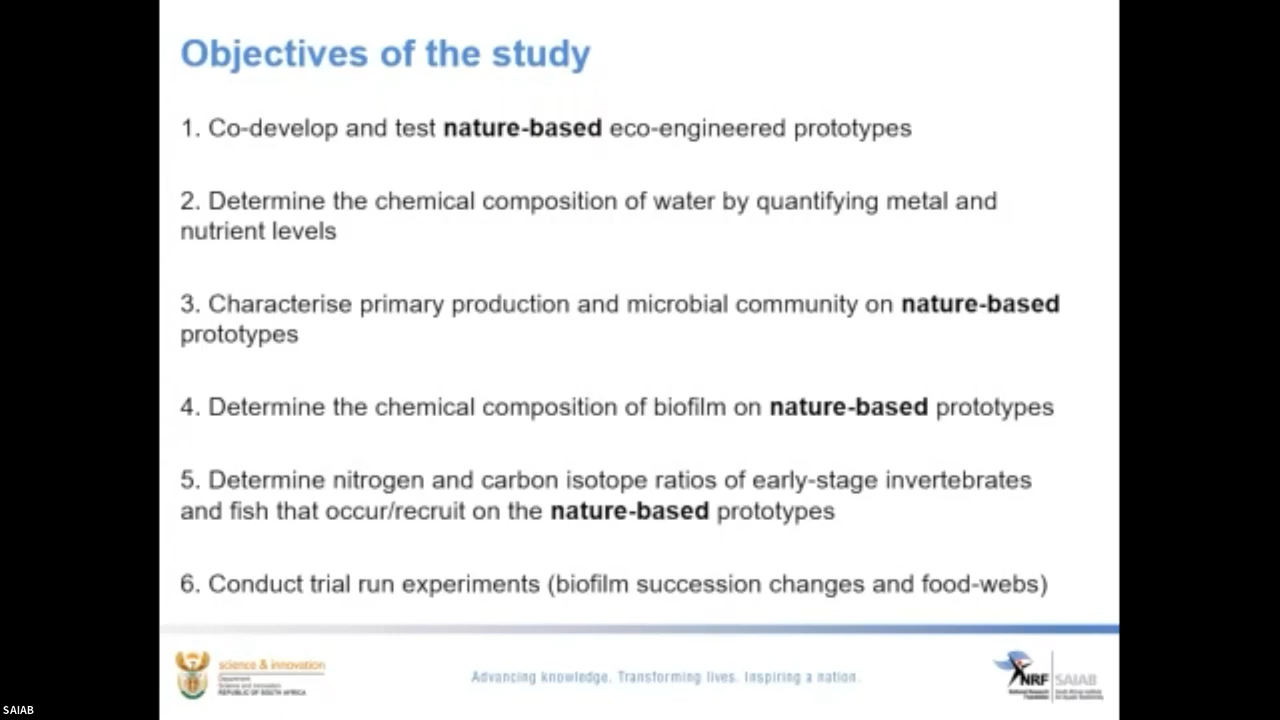 Objectives of the study
1. Co-develop and test nature-based eco-engineered prototypes
2. Determine the chemical composition of water by quantifying metal and
nutrient levels
3. Characterise primary production and microbial community on nature-based
prototypes
4. Determine the chemical composition of biofilm on nature-based prototypes
5. Determine nitrogen and carbon isotope ratios of early-stage invertebrates
and fish that occur/recruit on the nature-based prototypes
6. Conduct trial run experiments (biofilm succession changes and food-webs)
science & innovation
Department:
Science and Innovation
REPUBLIC OF SOUTH AFRICA
Advancing knowledge. Transforming lives. Inspiring a nation.
NRF SAIAB
SAIAB